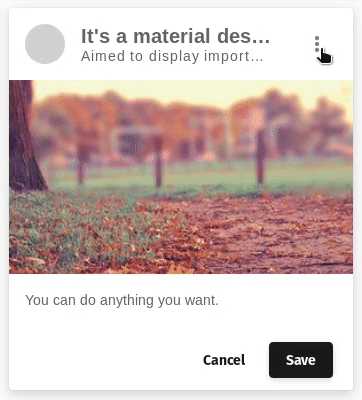 It's a material des...
Aimed to display import...
You can do anything you want.
Cancel
Save